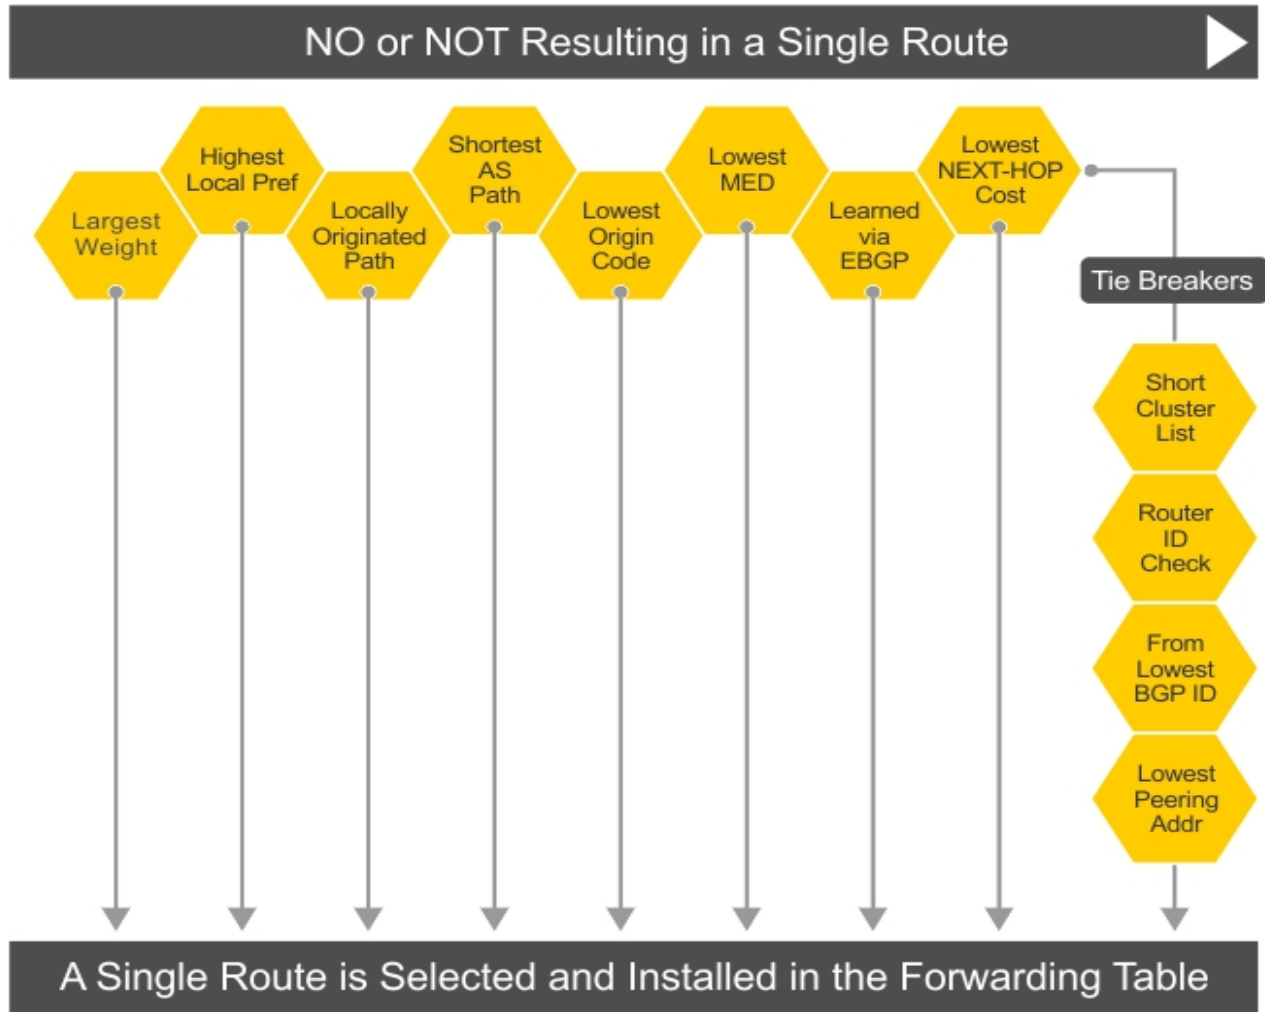 NO or NOT Resulting in a Single Route
Largest
Weight
Highest
Local Pref
Locally
Originated
Path
Shortest
AS
Path
Lowest
Origin
Code
Lowest
MED
Learned
via
EBGP
Lowest
NEXT-HOP
Cost
Tie Breakers
Short
Cluster
List
Router
ID
Check
From
Lowest
BGP ID
Lowest
Peering
Addr
A Single Route is Selected and Installed in the Forwarding Table